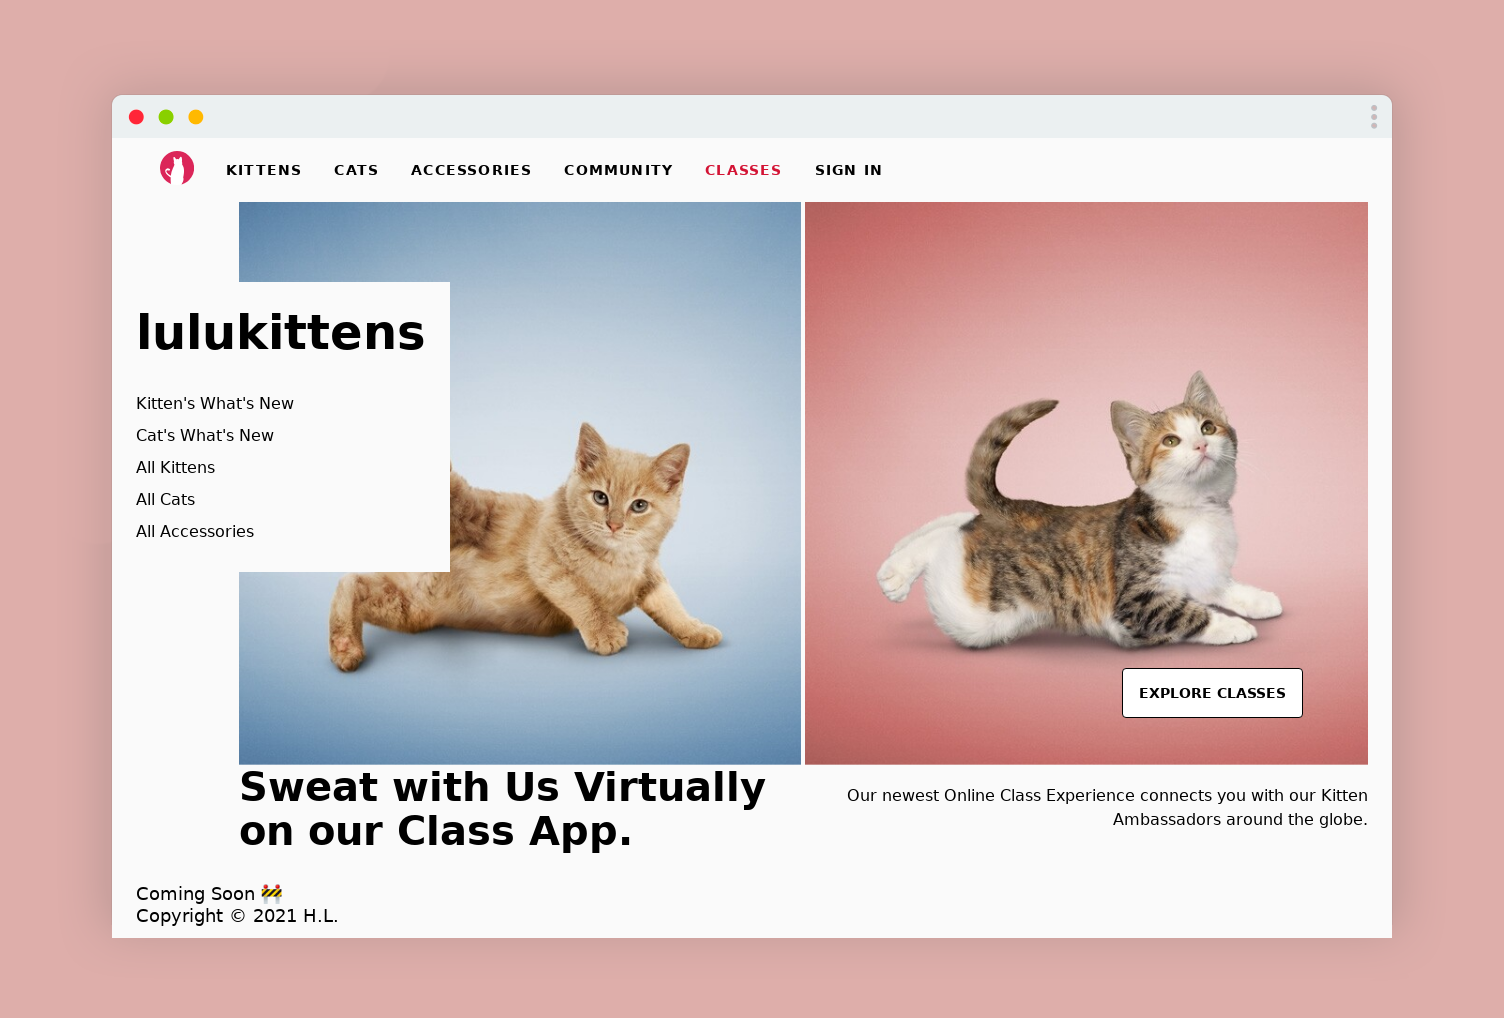 KITTENS CATS ACCESSORIES COMMUNITY CLASSES SIGN IN
lulukittens
Kitten's What's New
Cat's What's New
All Kittens
All Cats
All Accessories
EXPLORE CLASSES
Sweat with Us Virtually
on our Class App.
Our newest Online Class Experience connects you with our Kitten
Ambassadors around the globe.
Coming Soon 🚧
Copyright © 2021 H.L.